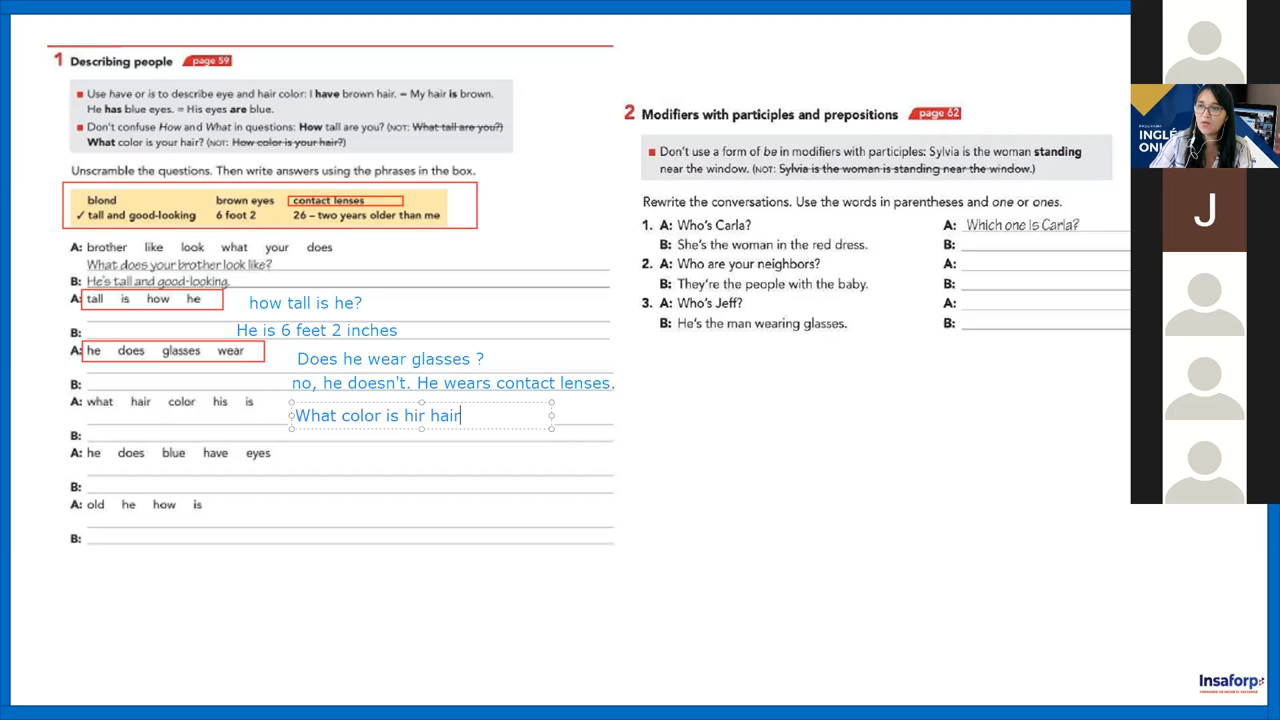 1 Describing people page 59
■ Use have or is to describe eye and hair color: I have brown hair. = My hair is brown.
He has blue eyes. = His eyes are blue.
■ Don't confuse How and What in questions: How tall are you? (NOT: What tall are you?)
What color is your hair? (NOT: How color is your hair?)
Unscramble the questions. Then write answers using the phrases in the box.
blond brown eyes contact lenses
✓ tall and good-looking 6 foot 2 26 – two years older than me
A: brother like look what your does
What does your brother look like?
B: He's tall and good-looking.
A: tall is how he
how tall is he?
B: He is 6 feet 2 inches
A: he does glasses wear
Does he wear glasses ?
B: no, he doesn't. He wears contact lenses.
A: what hair color his is
What color is hir hair
B:
A: he does blue have eyes
B:
A: old he how is
B:
2 Modifiers with participles and prepositions page 62
■ Don't use a form of be in modifiers with participles: Sylvia is the woman standing
near the window. (NOT: Sylvia is the woman is standing near the window.)
Rewrite the conversations. Use the words in parentheses and one or ones.
1. A: Who's Carla? A: Which one is Carla?
B: She's the woman in the red dress. B:
2. A: Who are your neighbors? A:
B: They're the people with the baby. B:
3. A: Who's Jeff? A:
B: He's the man wearing glasses. B:
INGLÉ
ONL
J
Insaforp